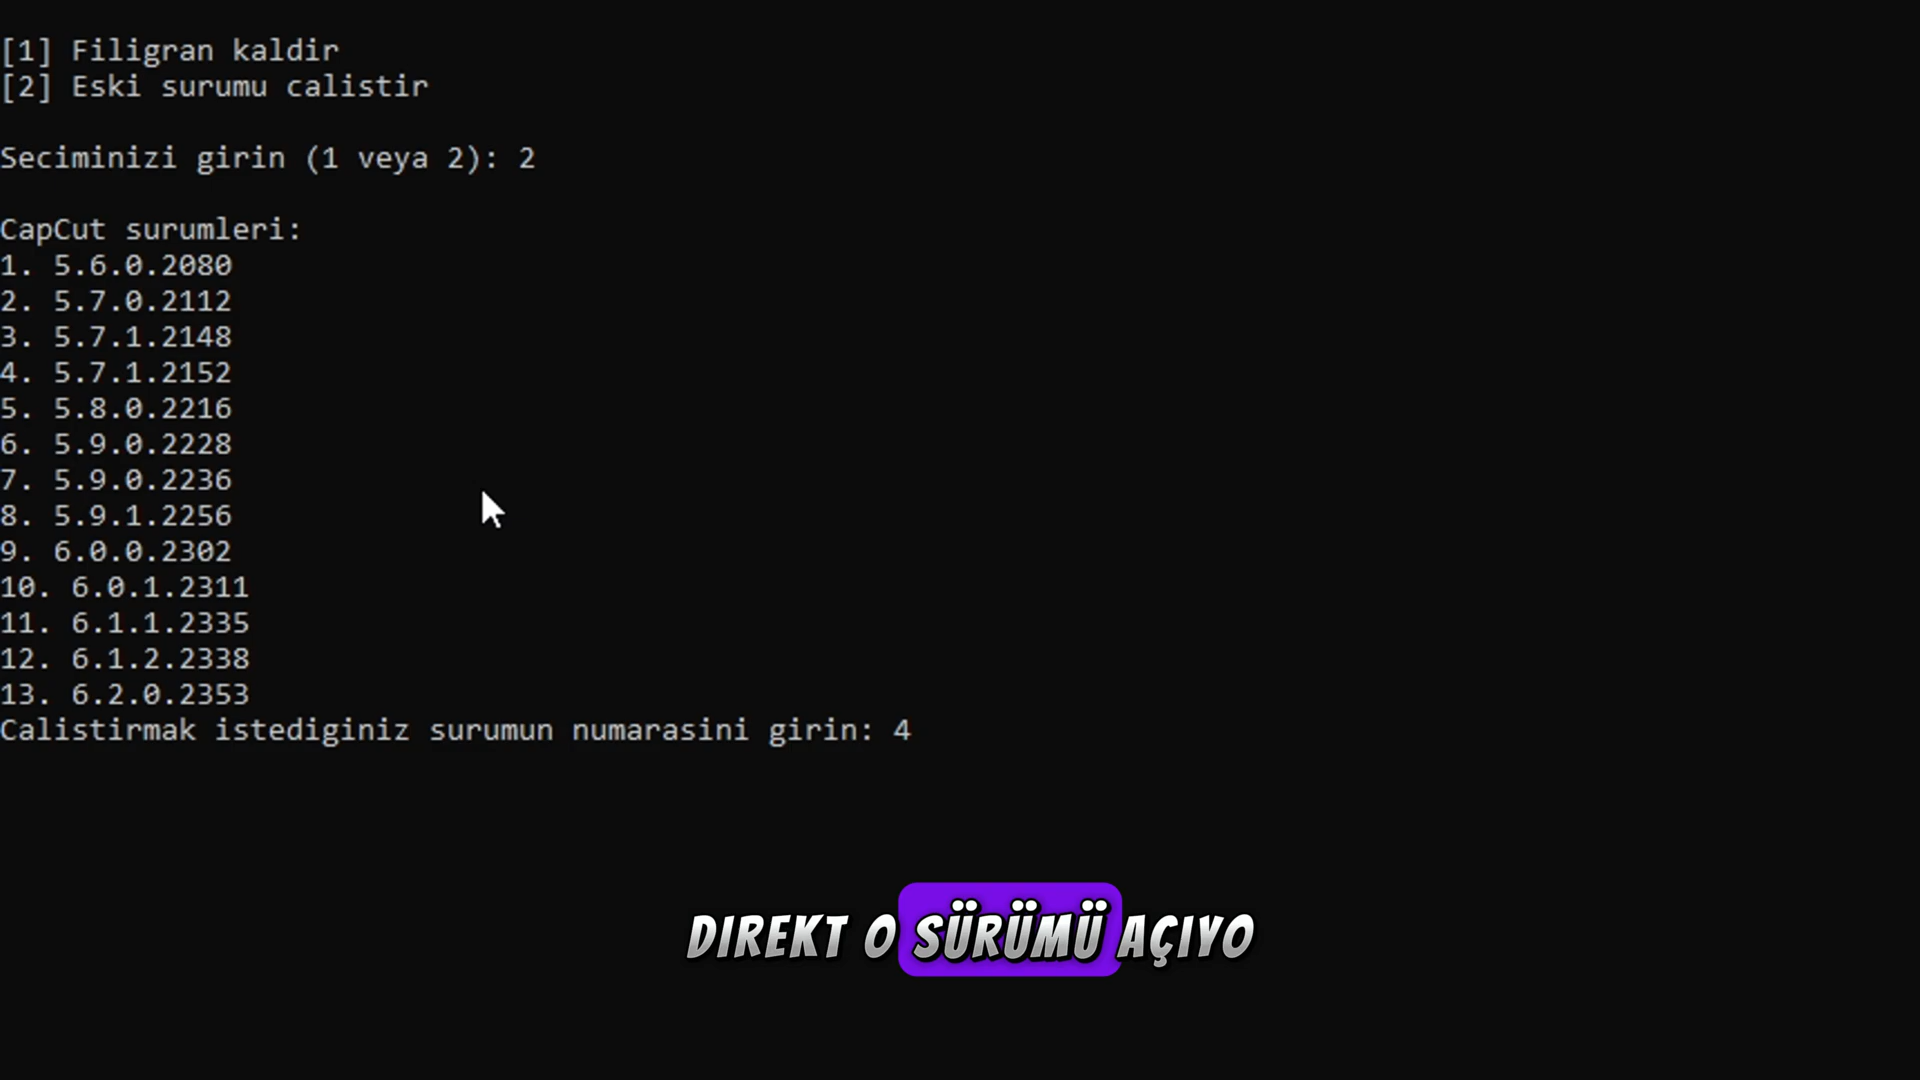 [1] Filigran kaldir
[2] Eski surumu calistir
Seciminizi girin (1 veya 2): 2
CapCut surumleri:
1. 5.6.0.2080
2. 5.7.0.2112
3. 5.7.1.2148
4. 5.7.1.2152
5. 5.8.0.2216
6. 5.9.0.2228
7. 5.9.0.2236
8. 5.9.1.2256
9. 6.0.0.2302
10. 6.0.1.2311
11. 6.1.1.2335
12. 6.1.2.2338
13. 6.2.0.2353
Calistirmak istediginiz surumun numarasini girin: 4
DIREKT O SÜRÜMÜ AÇIYO